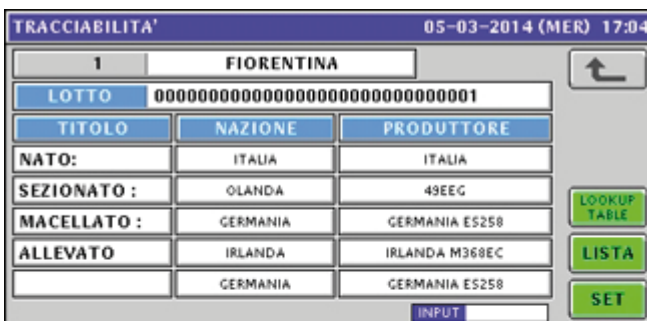 TRACCIABILITA' 05-03-2014 (MER) 17:04
1 FIORENTINA
LOTTO 000000000000000000000000000001
TITOLO NAZIONE PRODUTTORE
NATO: ITALIA ITALIA
SEZIONATO : OLANDA 49EEG
MACELLATO : GERMANIA GERMANIA ES258
LOOKUP TABLE
ALLEVATO IRLANDA IRLANDA M368EC
LISTA
GERMANIA GERMANIA ES258
SET
INPUT